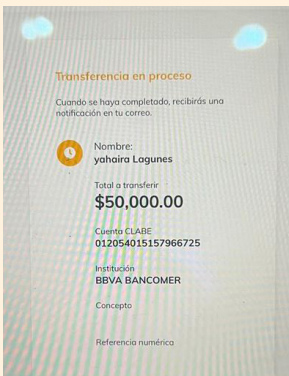 Transferencia en proceso
Cuando se haya completado, recibirás una
notificación en tu correo.
Nombre:
yahaira Lagunes
Total a transferir
$50,000.00
Cuenta CLABE
012054015157966725
Institución
BBVA BANCOMER
Concepto
Referencia numérica